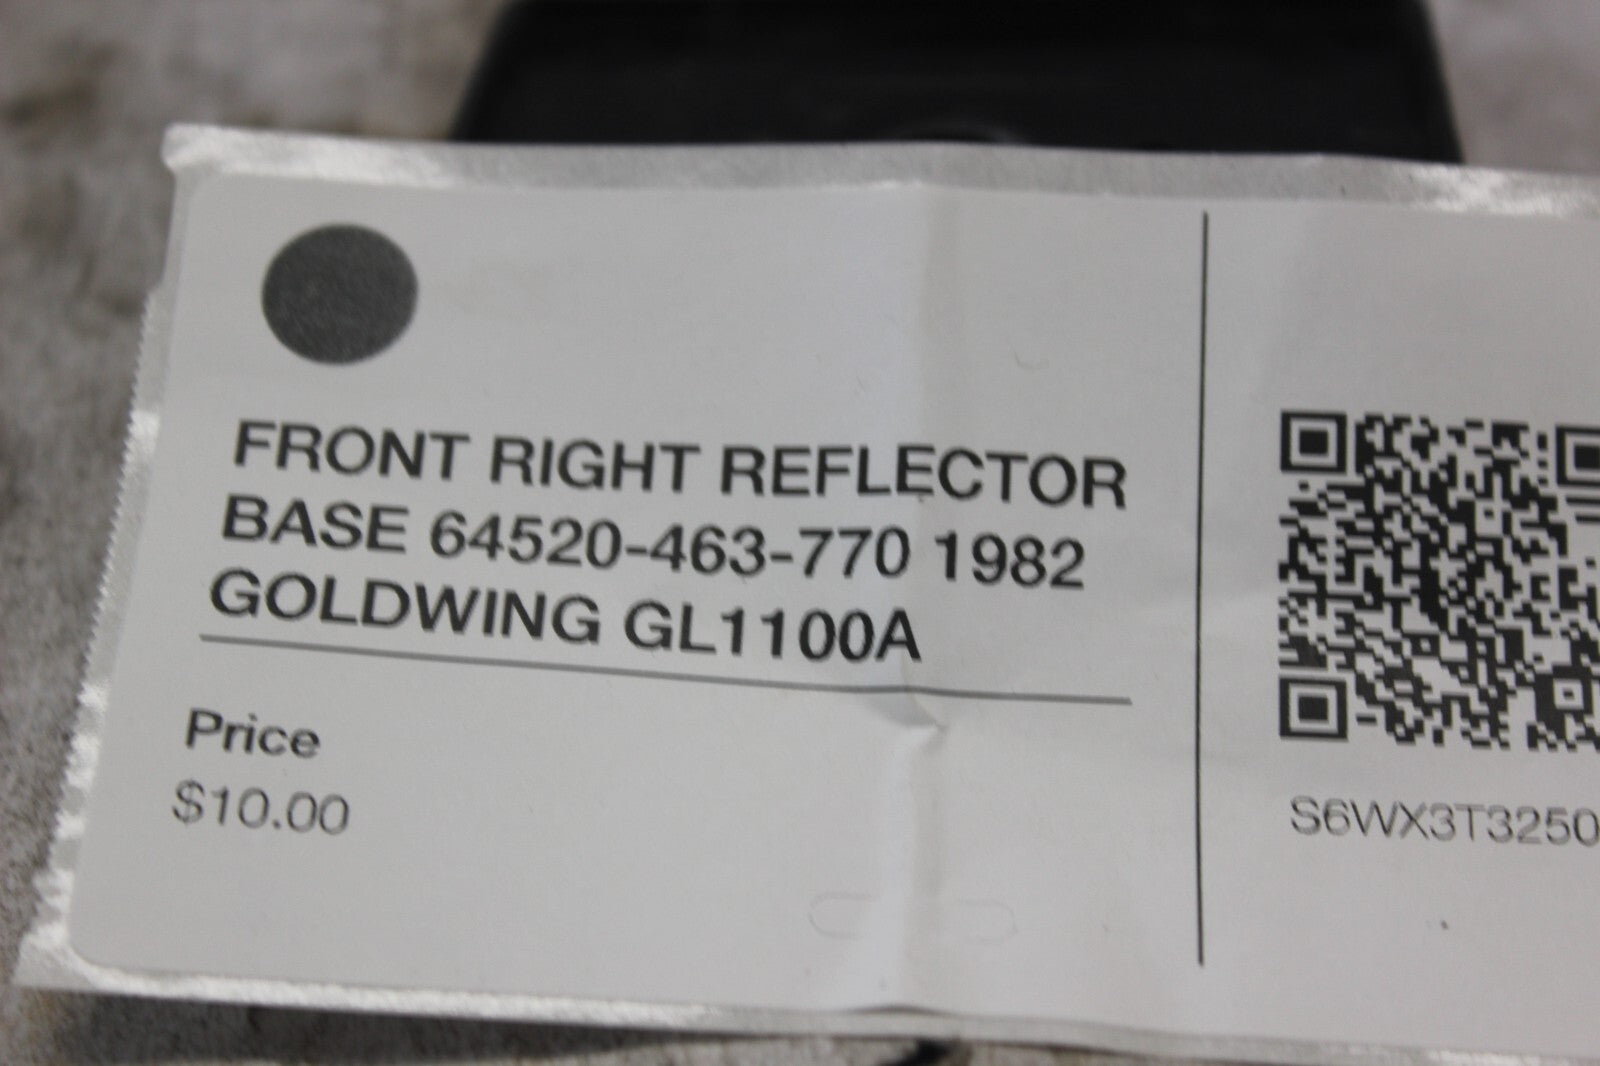 FRONT RIGHT REFLECTOR
BASE 64520-463-770 1982
GOLDWING GL1100A
Price
$10.00
S6WX3T3250